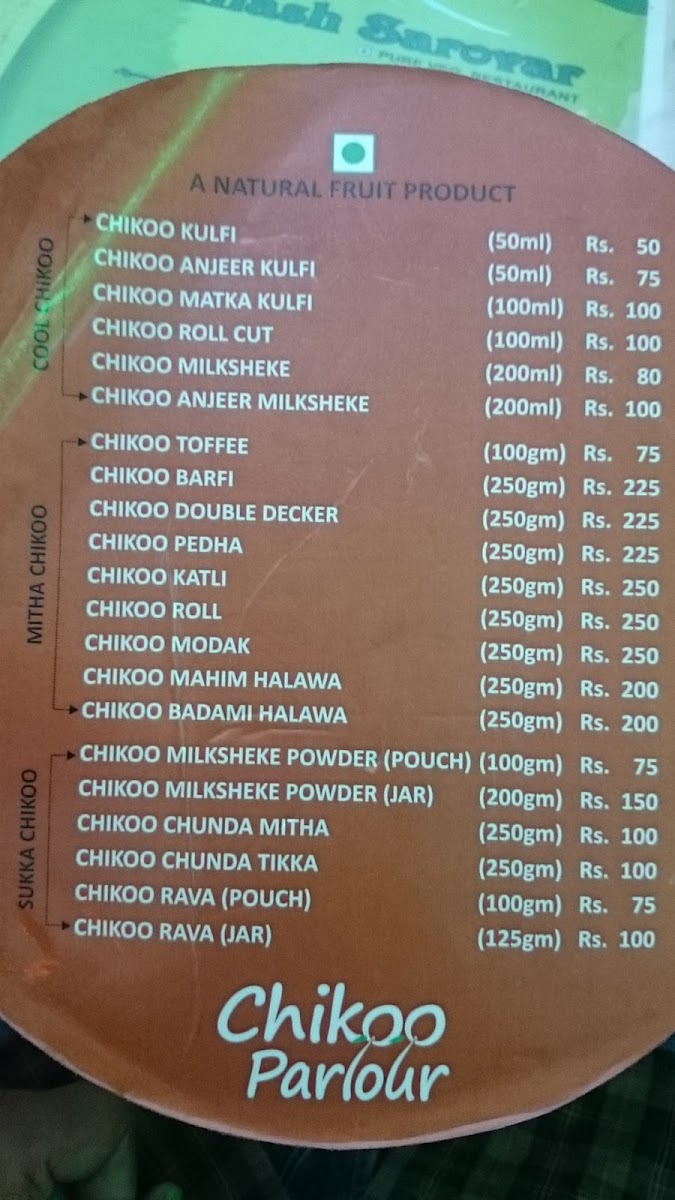 Sarovar
PURE VEG. RESTAURANT
A NATURAL FRUIT PRODUCT
COOL CHIKOO
CHIKOO KULFI (50ml) Rs. 50
CHIKOO ANJEER KULFI (50ml) Rs. 75
CHIKOO MATKA KULFI (100ml) Rs. 100
CHIKOO ROLL CUT (100ml) Rs. 100
CHIKOO MILKSHEKE (200ml) Rs. 80
CHIKOO ANJEER MILKSHEKE (200ml) Rs. 100
MITHA CHIKOO
CHIKOO TOFFEE (100gm) Rs. 75
CHIKOO BARFI (250gm) Rs. 225
CHIKOO DOUBLE DECKER (250gm) Rs. 225
CHIKOO PEDHA (250gm) Rs. 225
CHIKOO KATLI (250gm) Rs. 250
CHIKOO ROLL (250gm) Rs. 250
CHIKOO MODAK (250gm) Rs. 250
CHIKOO MAHIM HALAWA (250gm) Rs. 200
CHIKOO BADAMI HALAWA (250gm) Rs. 200
SUKKA CHIKOO
CHIKOO MILKSHEKE POWDER (POUCH) (100gm) Rs. 75
CHIKOO MILKSHEKE POWDER (JAR) (200gm) Rs. 150
CHIKOO CHUNDA MITHA (250gm) Rs. 100
CHIKOO CHUNDA TIKKA (250gm) Rs. 100
CHIKOO RAVA (POUCH) (100gm) Rs. 75
CHIKOO RAVA (JAR) (125gm) Rs. 100
Chikoo
Parlour